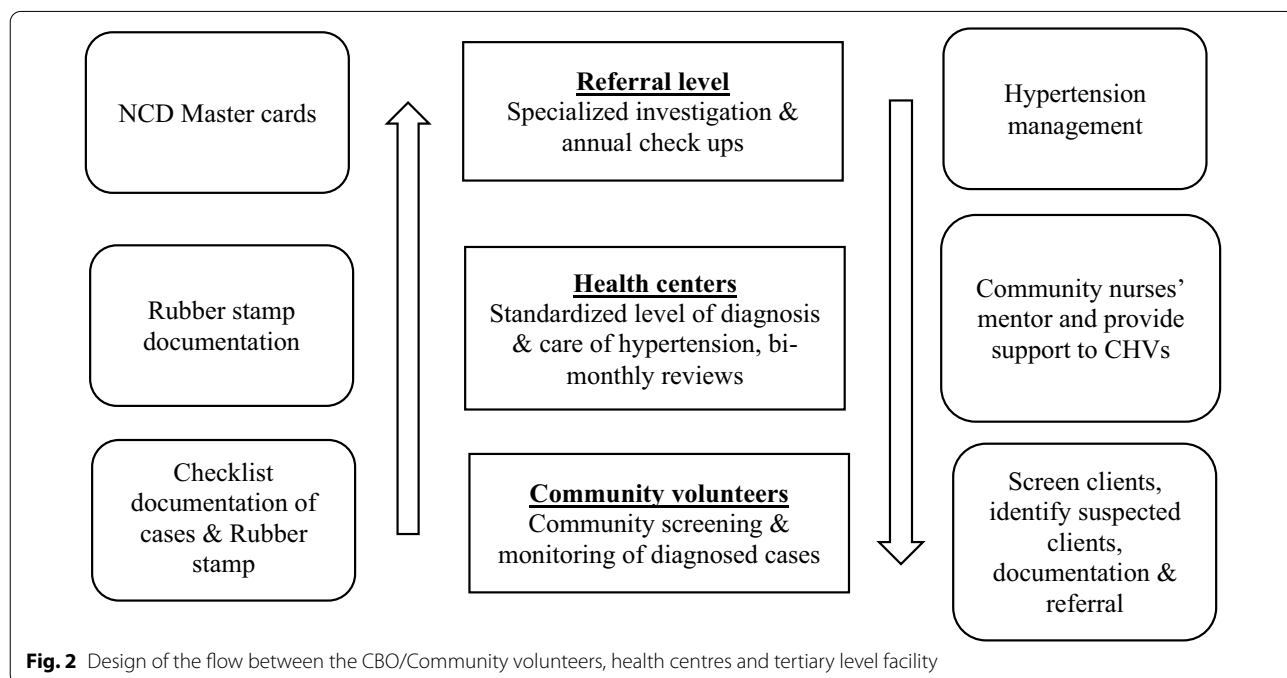 NCD Master cards
Referral level
Specialized investigation &
annual check ups
Hypertension
management
Rubber stamp
documentation
Health centers
Standardized level of diagnosis
& care of hypertension, bi-
monthly reviews
Community nurses’
mentor and provide
support to CHVs
Checklist
documentation of
cases & Rubber
stamp
Community volunteers
Community screening &
monitoring of diagnosed cases
Screen clients,
identify suspected
clients,
documentation &
referral
Fig. 2 Design of the flow between the CBO/Community volunteers, health centres and tertiary level facility